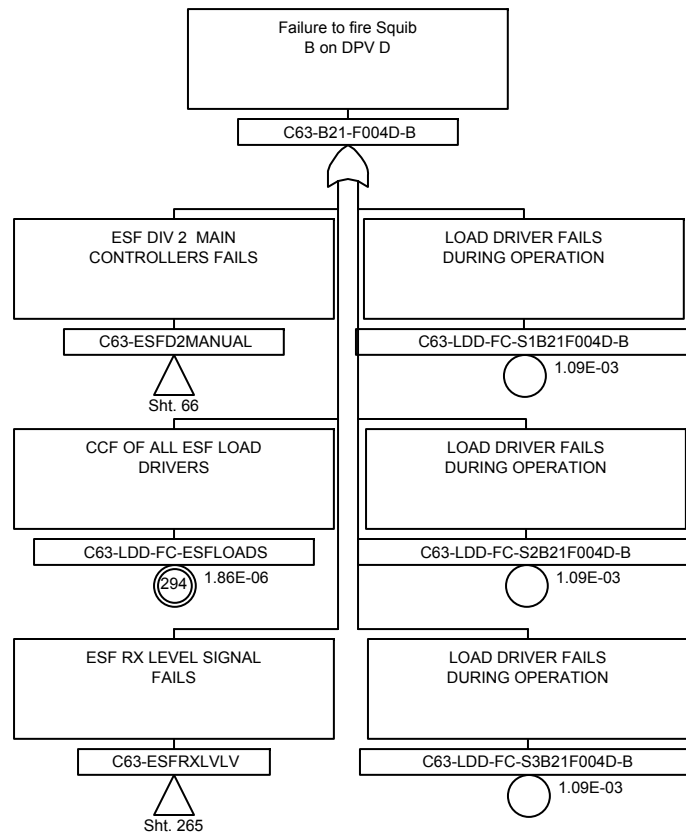 Failure to fire Squib
B on DPV D
C63-B21-F004D-B
ESF DIV 2 MAIN
CONTROLLERS FAILS
C63-ESFD2MANUAL
Sht. 66
LOAD DRIVER FAILS
DURING OPERATION
C63-LDD-FC-S1B21F004D-B
1.09E-03
CCF OF ALL ESF LOAD
DRIVERS
C63-LDD-FC-ESFLOADS
294
1.86E-06
LOAD DRIVER FAILS
DURING OPERATION
C63-LDD-FC-S2B21F004D-B
1.09E-03
ESF RX LEVEL SIGNAL
FAILS
C63-ESFRXLVLV
Sht. 265
LOAD DRIVER FAILS
DURING OPERATION
C63-LDD-FC-S3B21F004D-B
1.09E-03